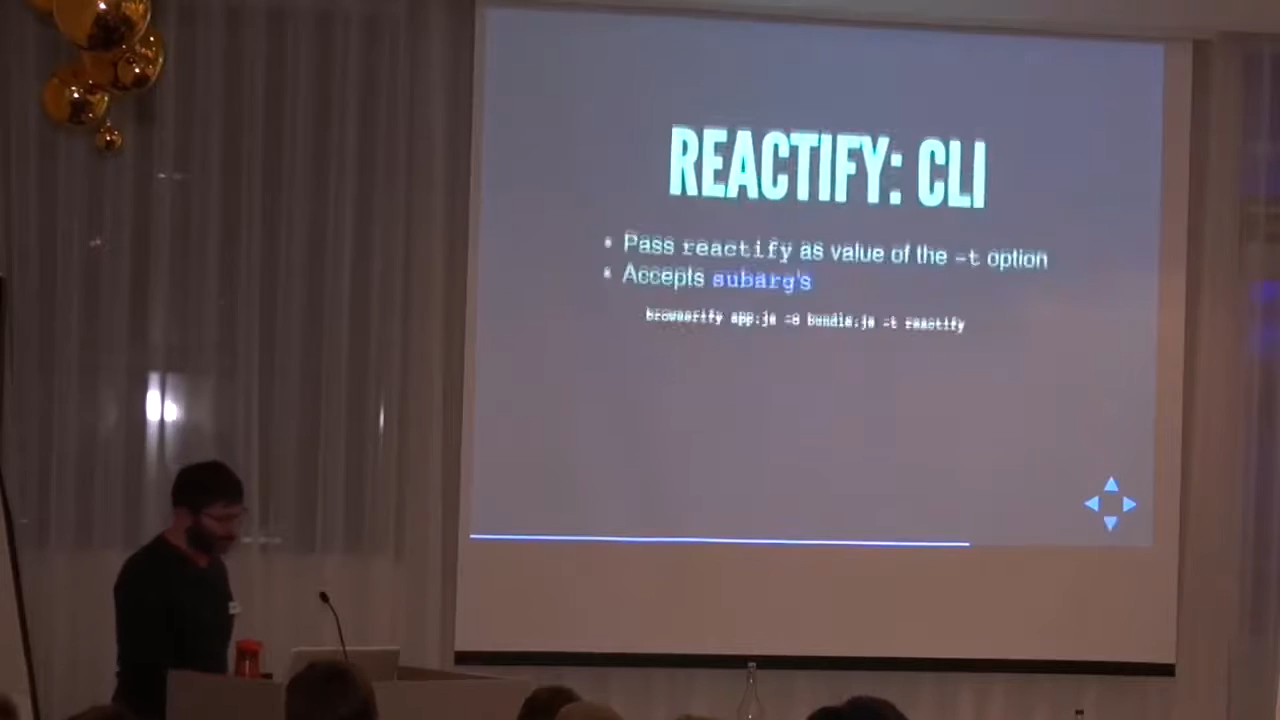 REACTIFY: CLI
Pass reactify as value of the -t option
Accepts subarg's
browserify app.js -o bundle.js -t reactify